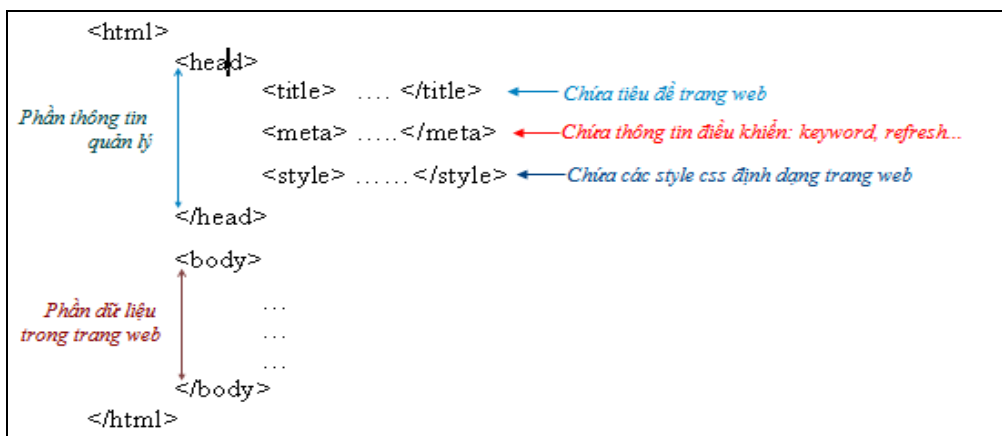 <html>
<head>
<title> .... </title> Chứa tiêu đề trang web
Phần thông tin
quản lý
<meta> ..... </meta> Chứa thông tin điều khiển: keyword, refresh...
<style> ...... </style> Chứa các style css định dạng trang web
</head>
<body>
Phần dữ liệu
trong trang web
...
...
...
</body>
</html>